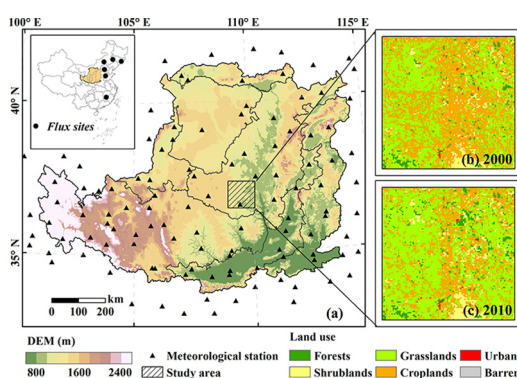 100° E 105° E 110° E 115° E
Flux sites
40° N
35° N
0 100 200
km
(a)
(b) 2000
(c) 2010
DEM (m)
800 1600 2400
Meteorological station
Study area
Land use
Forests Grasslands Urban
Shrublands Croplands Barren